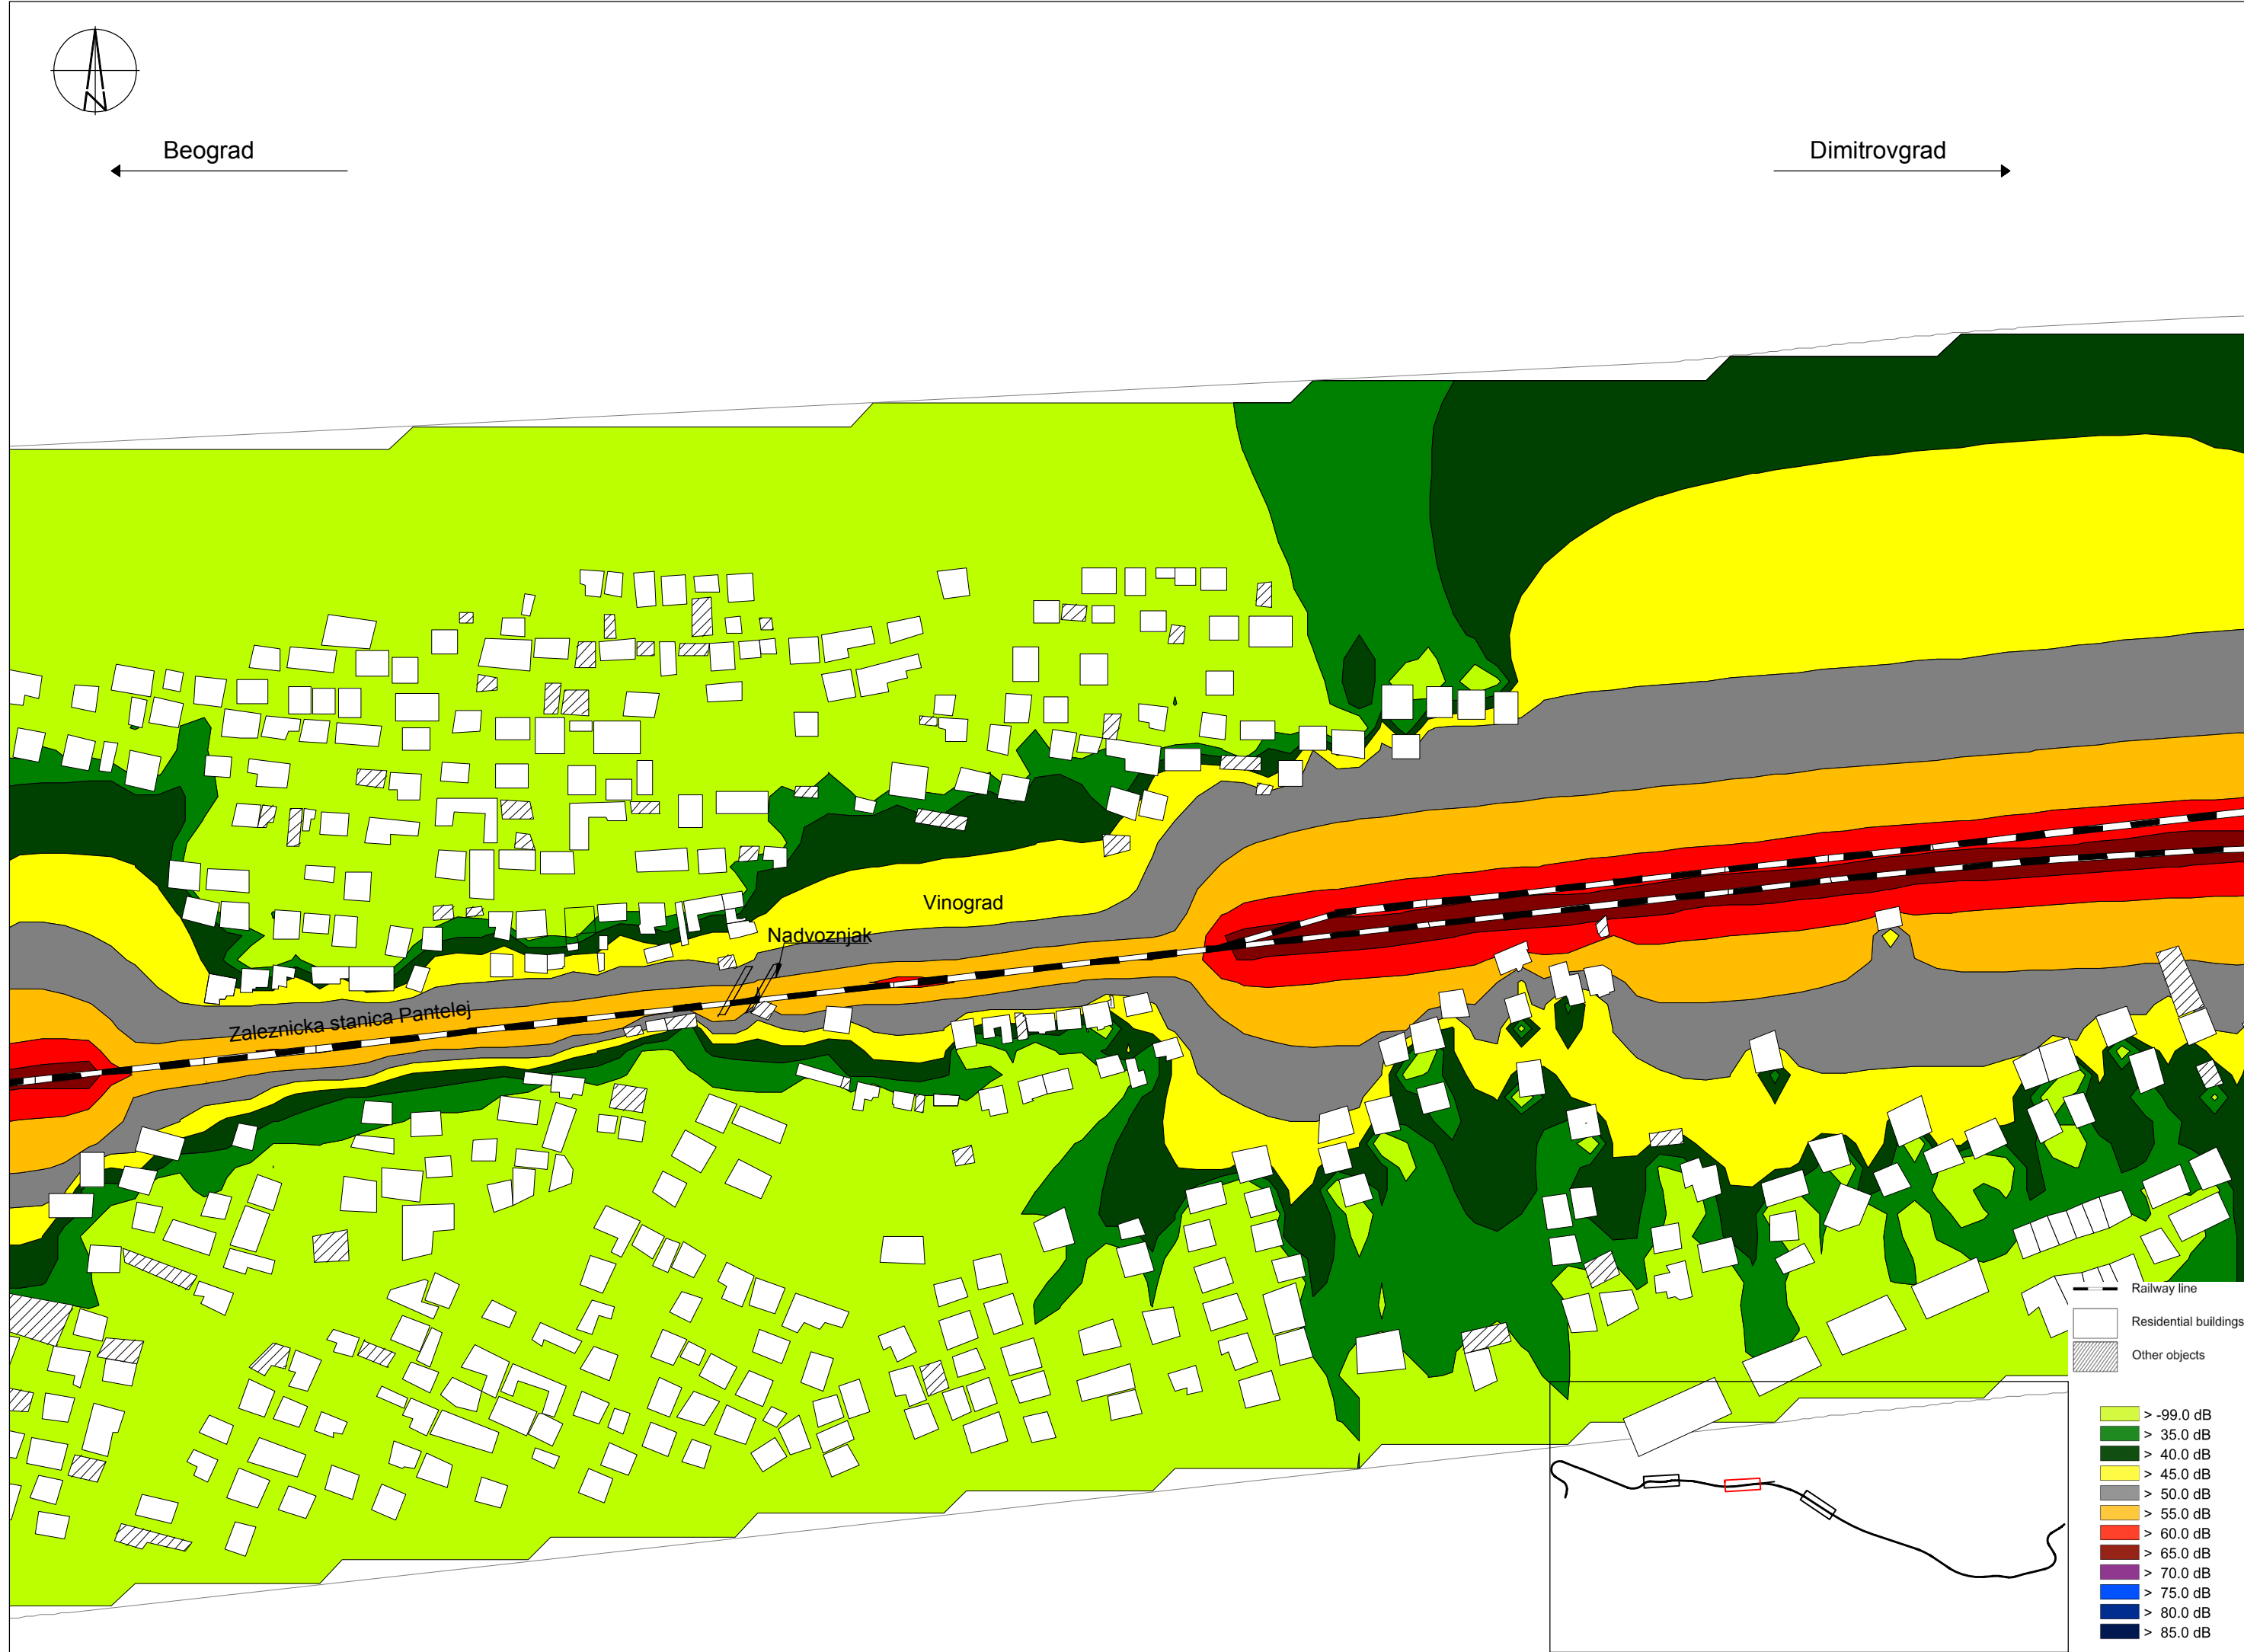 N
Beograd
Dimitrovgrad
Vinograd
Nadvoznjak
Zaleznicka stanica Pantelej
Railway line
Residential buildings
Other objects
> -99.0 dB
> 35.0 dB
> 40.0 dB
> 45.0 dB
> 50.0 dB
> 55.0 dB
> 60.0 dB
> 65.0 dB
> 70.0 dB
> 75.0 dB
> 80.0 dB
> 85.0 dB